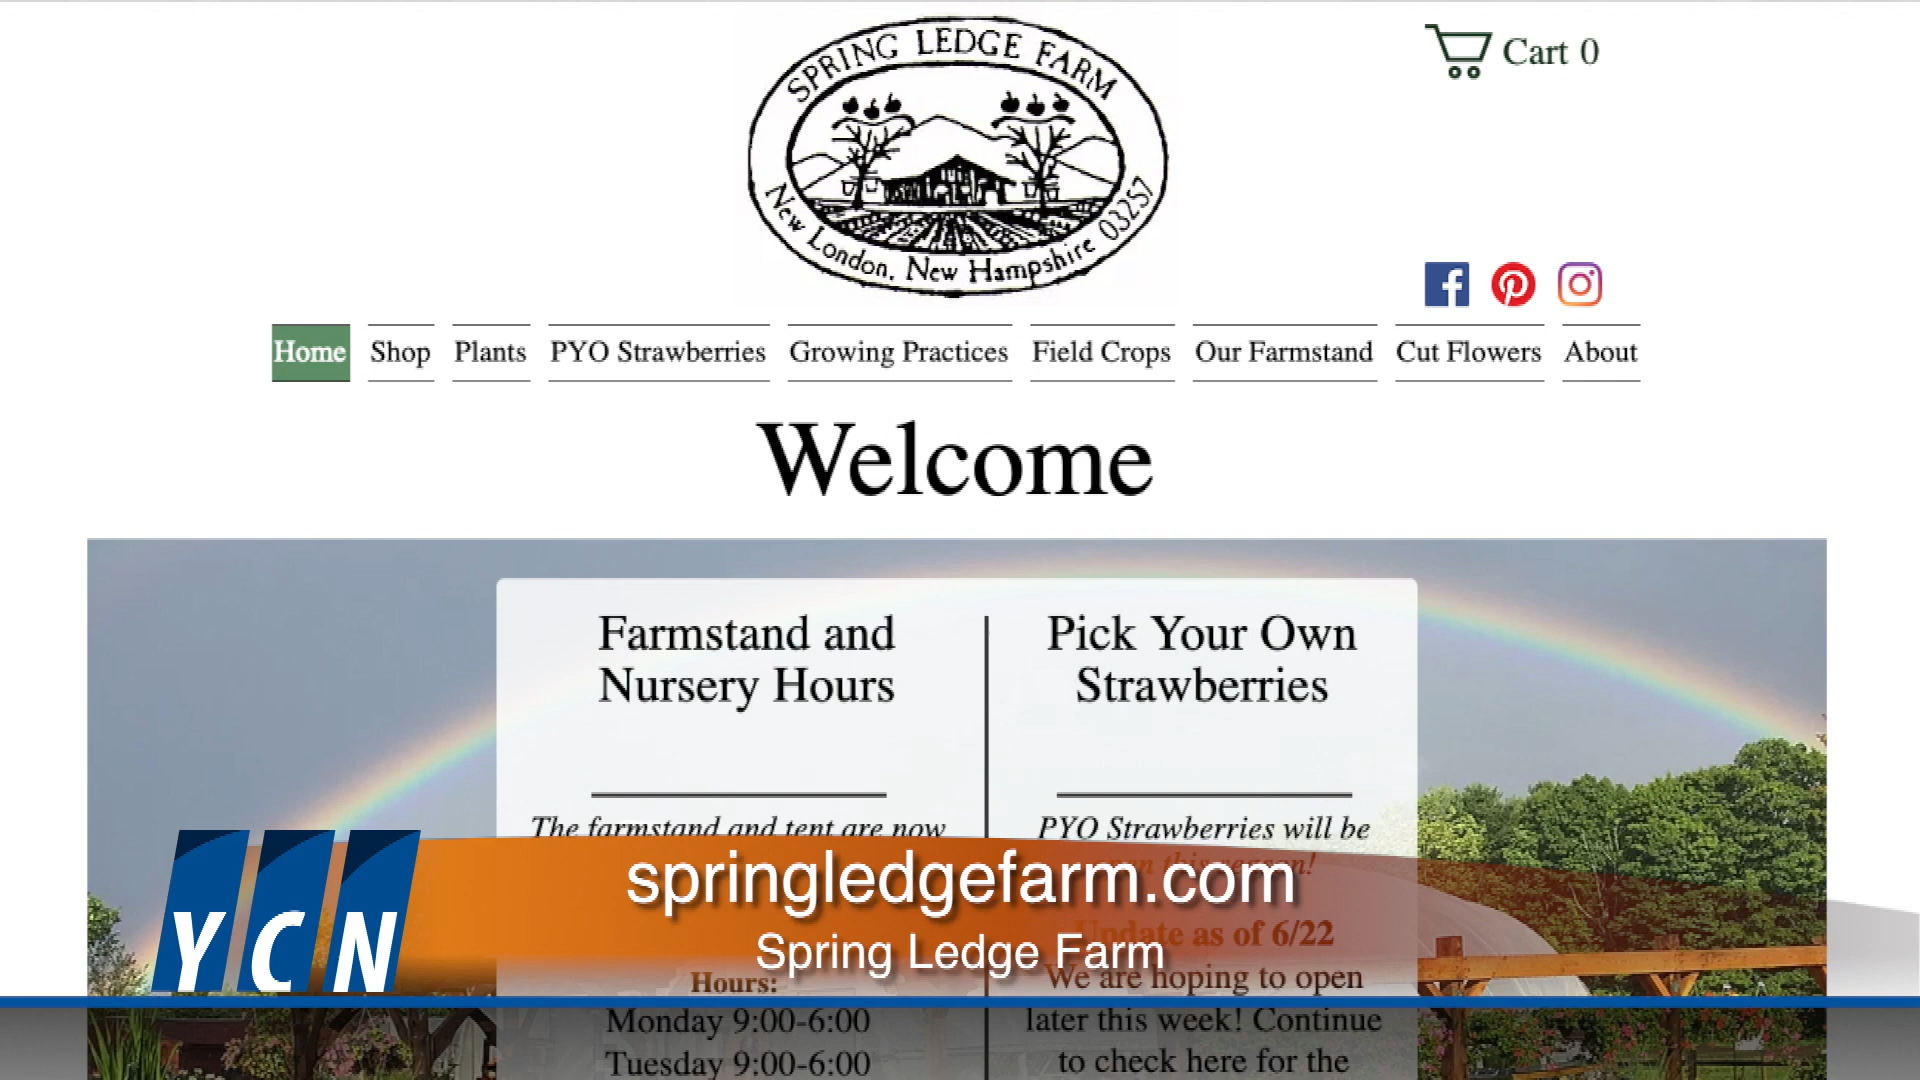 SPRING LEDGE FARM
New London, New Hampshire 03257
Cart 0
Home Shop Plants PYO Strawberries Growing Practices Field Crops Our Farmstand Cut Flowers About
Welcome
Farmstand and
Nursery Hours
Pick Your Own
Strawberries
The farmstand and tent are now
PYO Strawberries will be
this season!
springledgefarm.com
Update as of 6/22
Spring Ledge Farm
YCN
Hours:
Monday 9:00-6:00
Tuesday 9:00-6:00
We are hoping to open
later this week! Continue
to check here for the